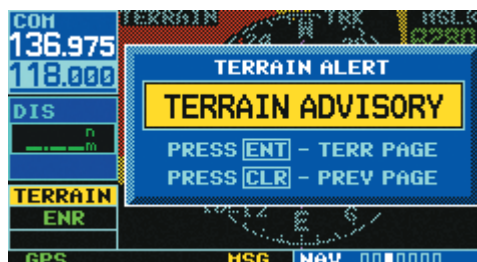 COM
136.975
118.000
DIS
n
m
TERRAIN
ENR
GPS
MSG
NAV
TERRAIN
TRK
MSL
TERRAIN ALERT
TERRAIN ADVISORY
PRESS ENT - TERR PAGE
PRESS CLR - PREV PAGE
E